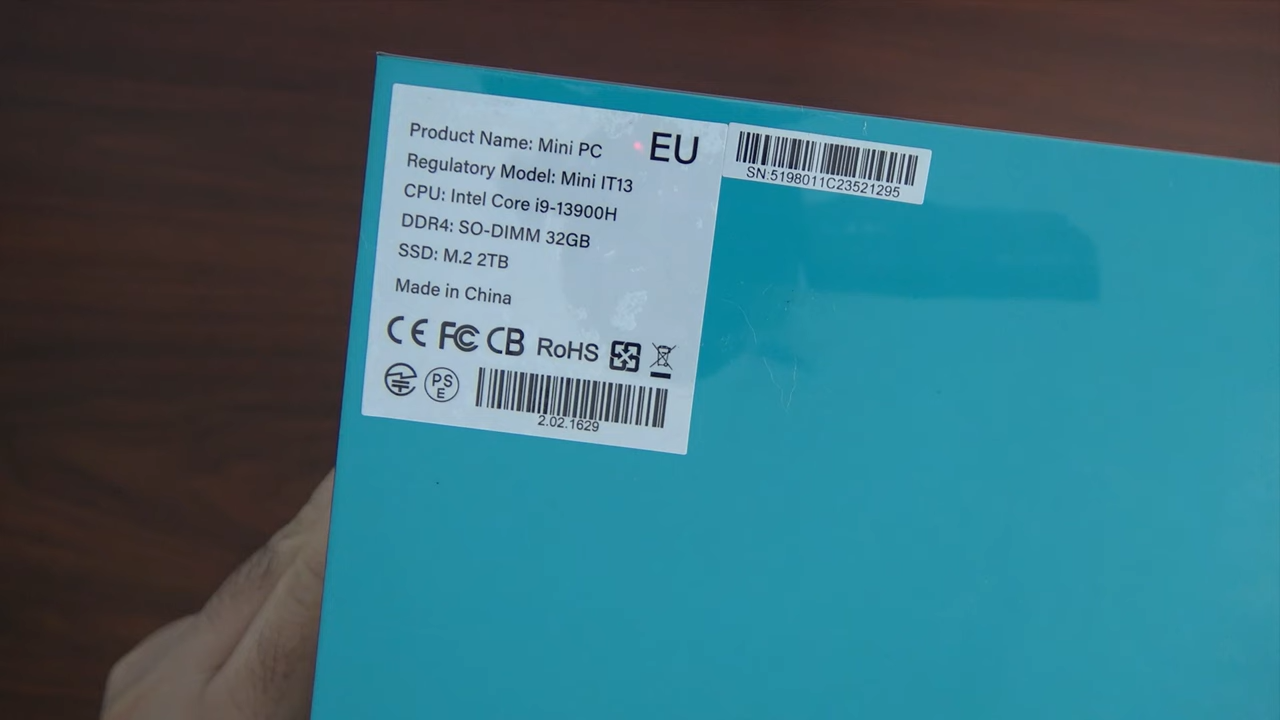 Product Name: Mini PC
EU
Regulatory Model: Mini IT13
CPU: Intel Core i9-13900H
DDR4: SO-DIMM 32GB
SSD: M.2 2TB
Made in China
CE FC CB RoHS
PS
E
2.02.1629
SN:5198011C23521295